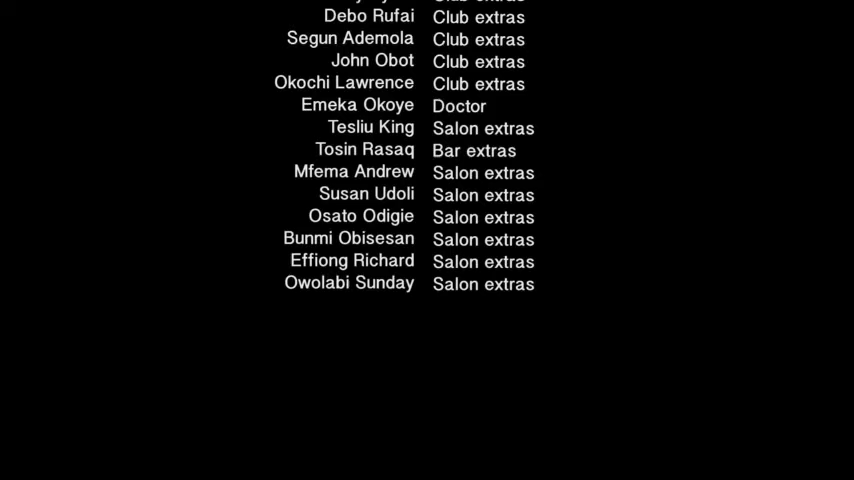 Debo Rufai Club extras
Segun Ademola Club extras
John Obot Club extras
Okochi Lawrence Club extras
Emeka Okoye Doctor
Tesliu King Salon extras
Tosin Rasaq Bar extras
Mfema Andrew Salon extras
Susan Udoli Salon extras
Osato Odigie Salon extras
Bunmi Obisesan Salon extras
Effiong Richard Salon extras
Owolabi Sunday Salon extras